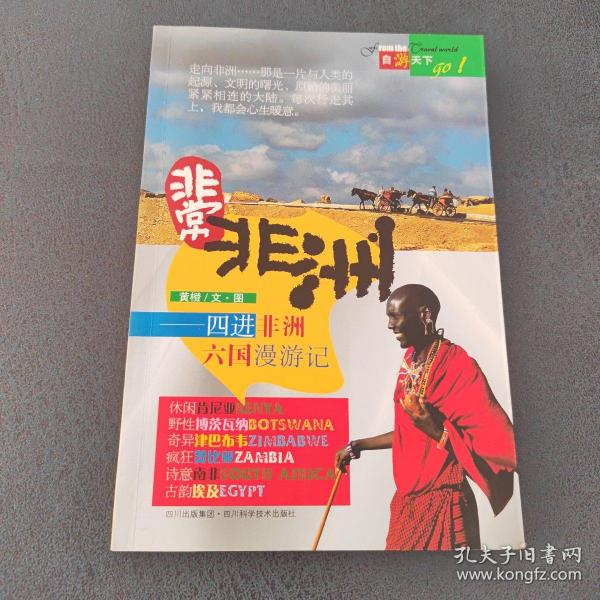 From the Travel world
自游天下
go!
走向非洲……那是一片与人类的
起源、文明的曙光、原始的美丽
紧紧相连的大陆。每次行走其
上，我都会心生暖意。
非常
非洲
黄橙/文·图
——四进非洲
六国漫游记
休闲肯尼亚KENYA
野性博茨瓦纳BOTSWANA
奇异津巴布韦ZIMBABWE
疯狂赞比亚ZAMBIA
诗意南非SOUTH AFRICA
古韵埃及EGYPT
四川出版集团·四川科学技术出版社
孔夫子旧书网
www.kongfz.com